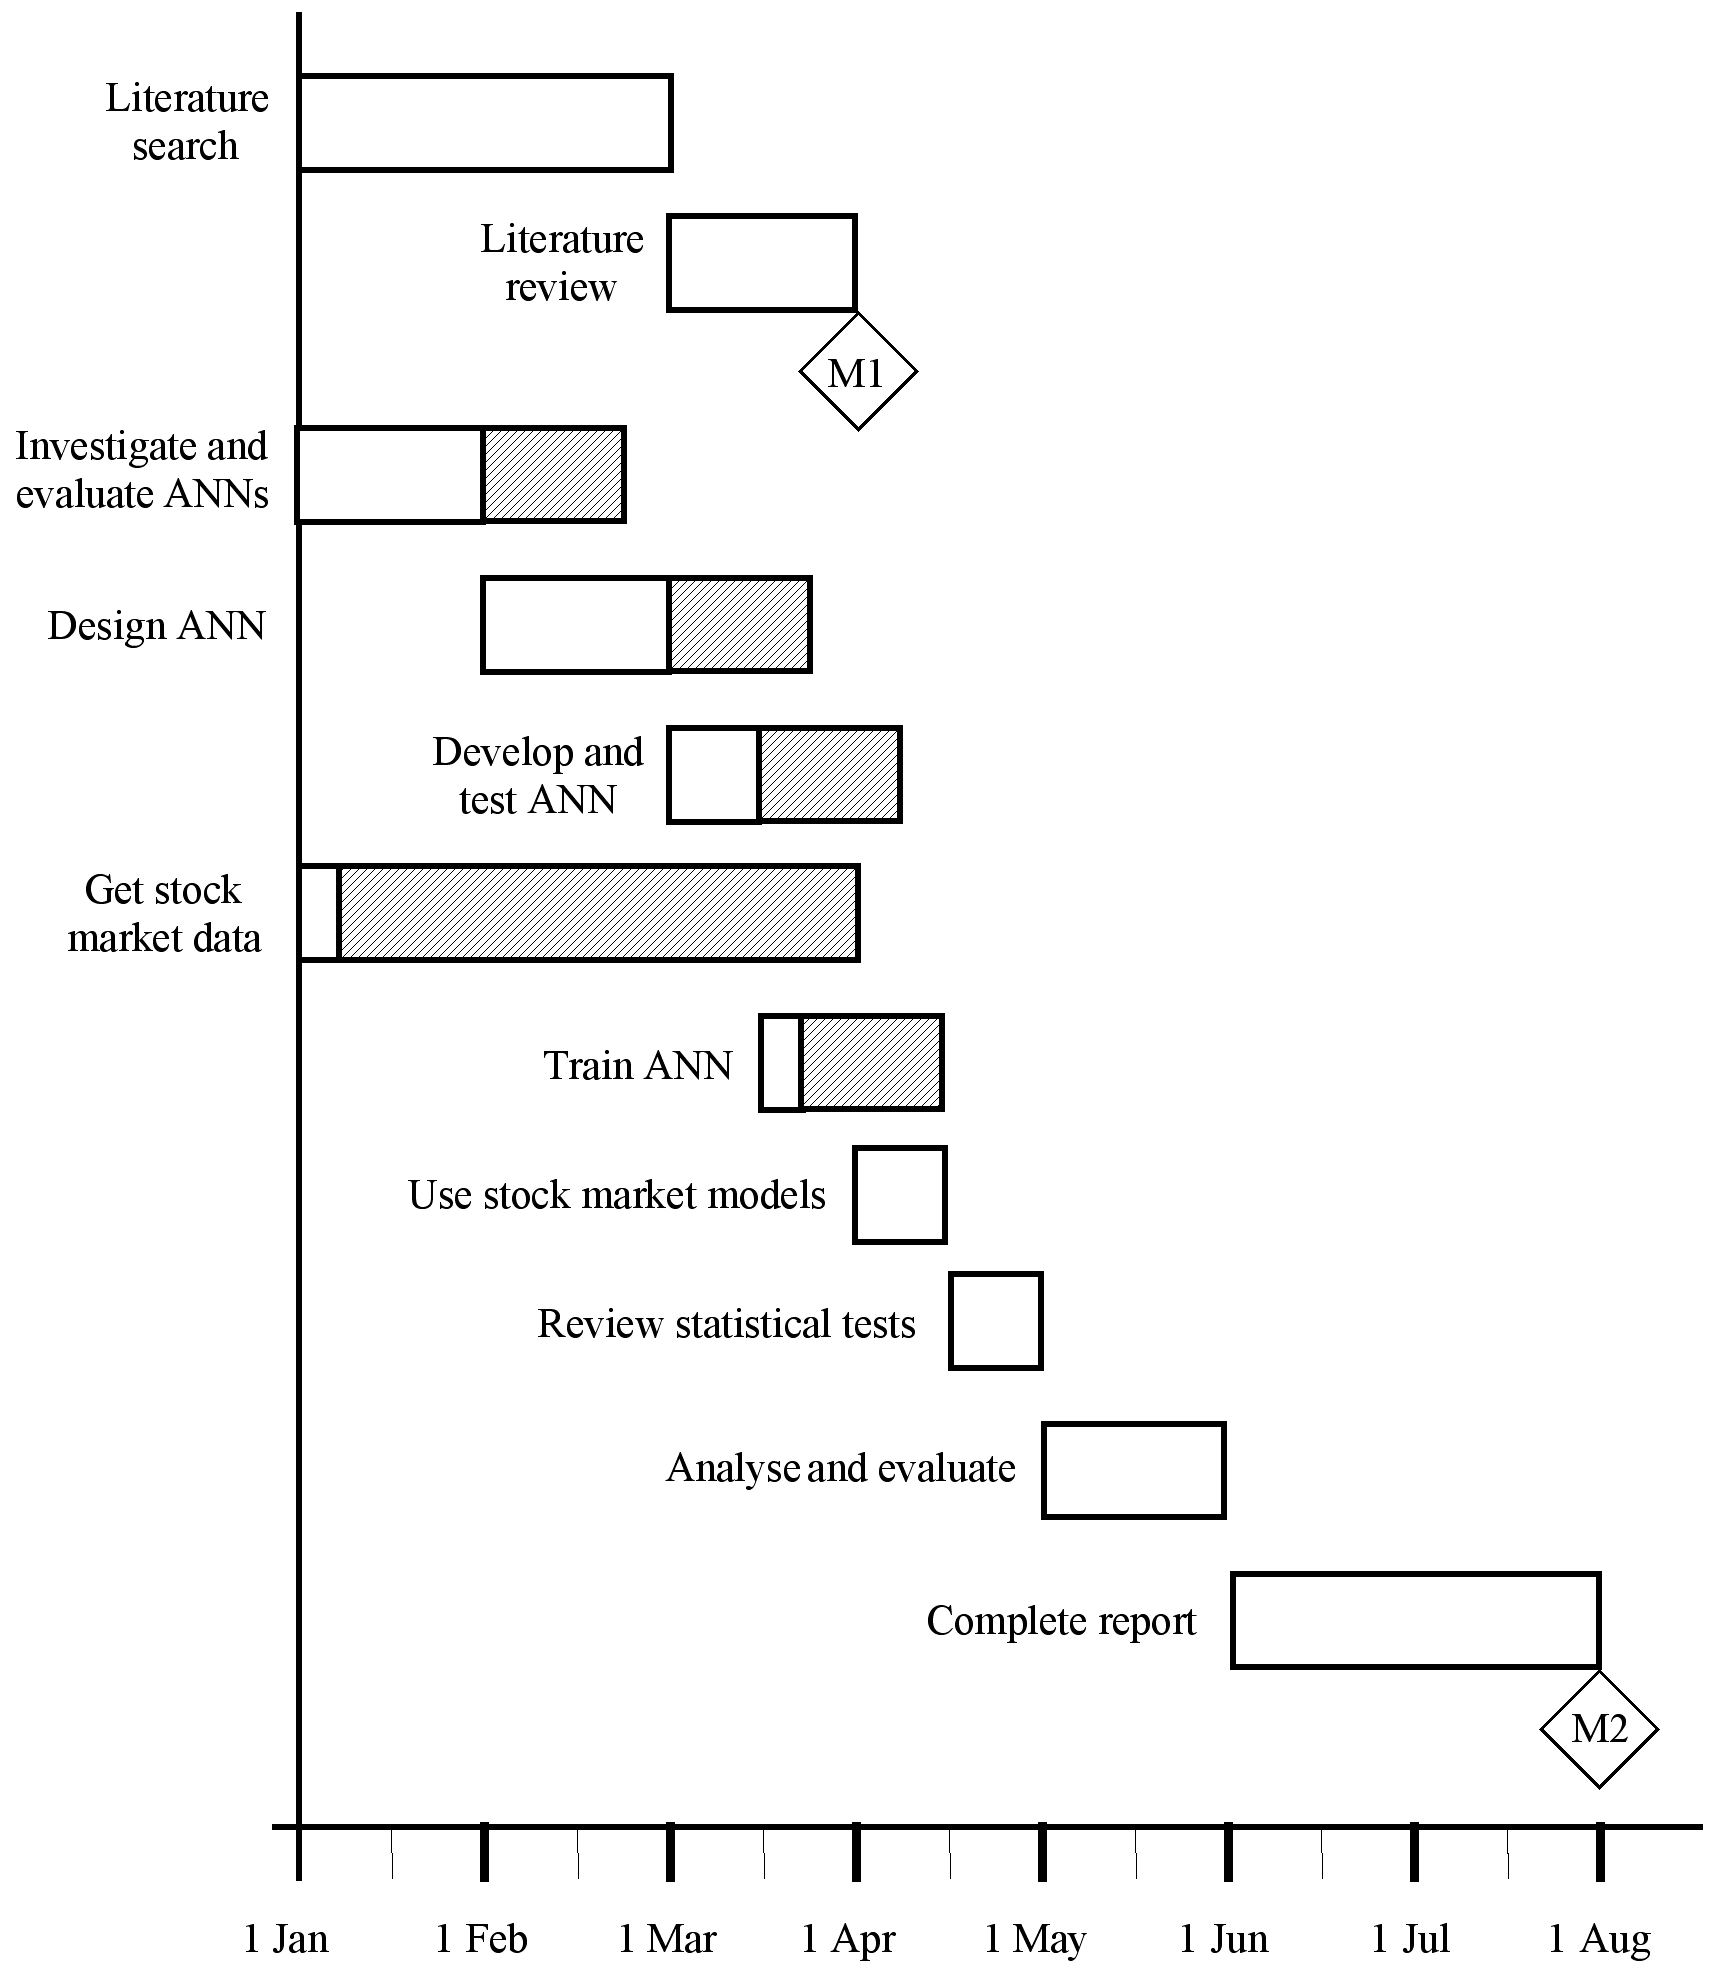 Literature
search
Literature
review
M1
Investigate and
evaluate ANNs
Design ANN
Develop and
test ANN
Get stock
market data
Train ANN
Use stock market models
Review statistical tests
Analyse and evaluate
Complete report
M2
1 Jan 1 Feb 1 Mar 1 Apr 1 May 1 Jun 1 Jul 1 Aug